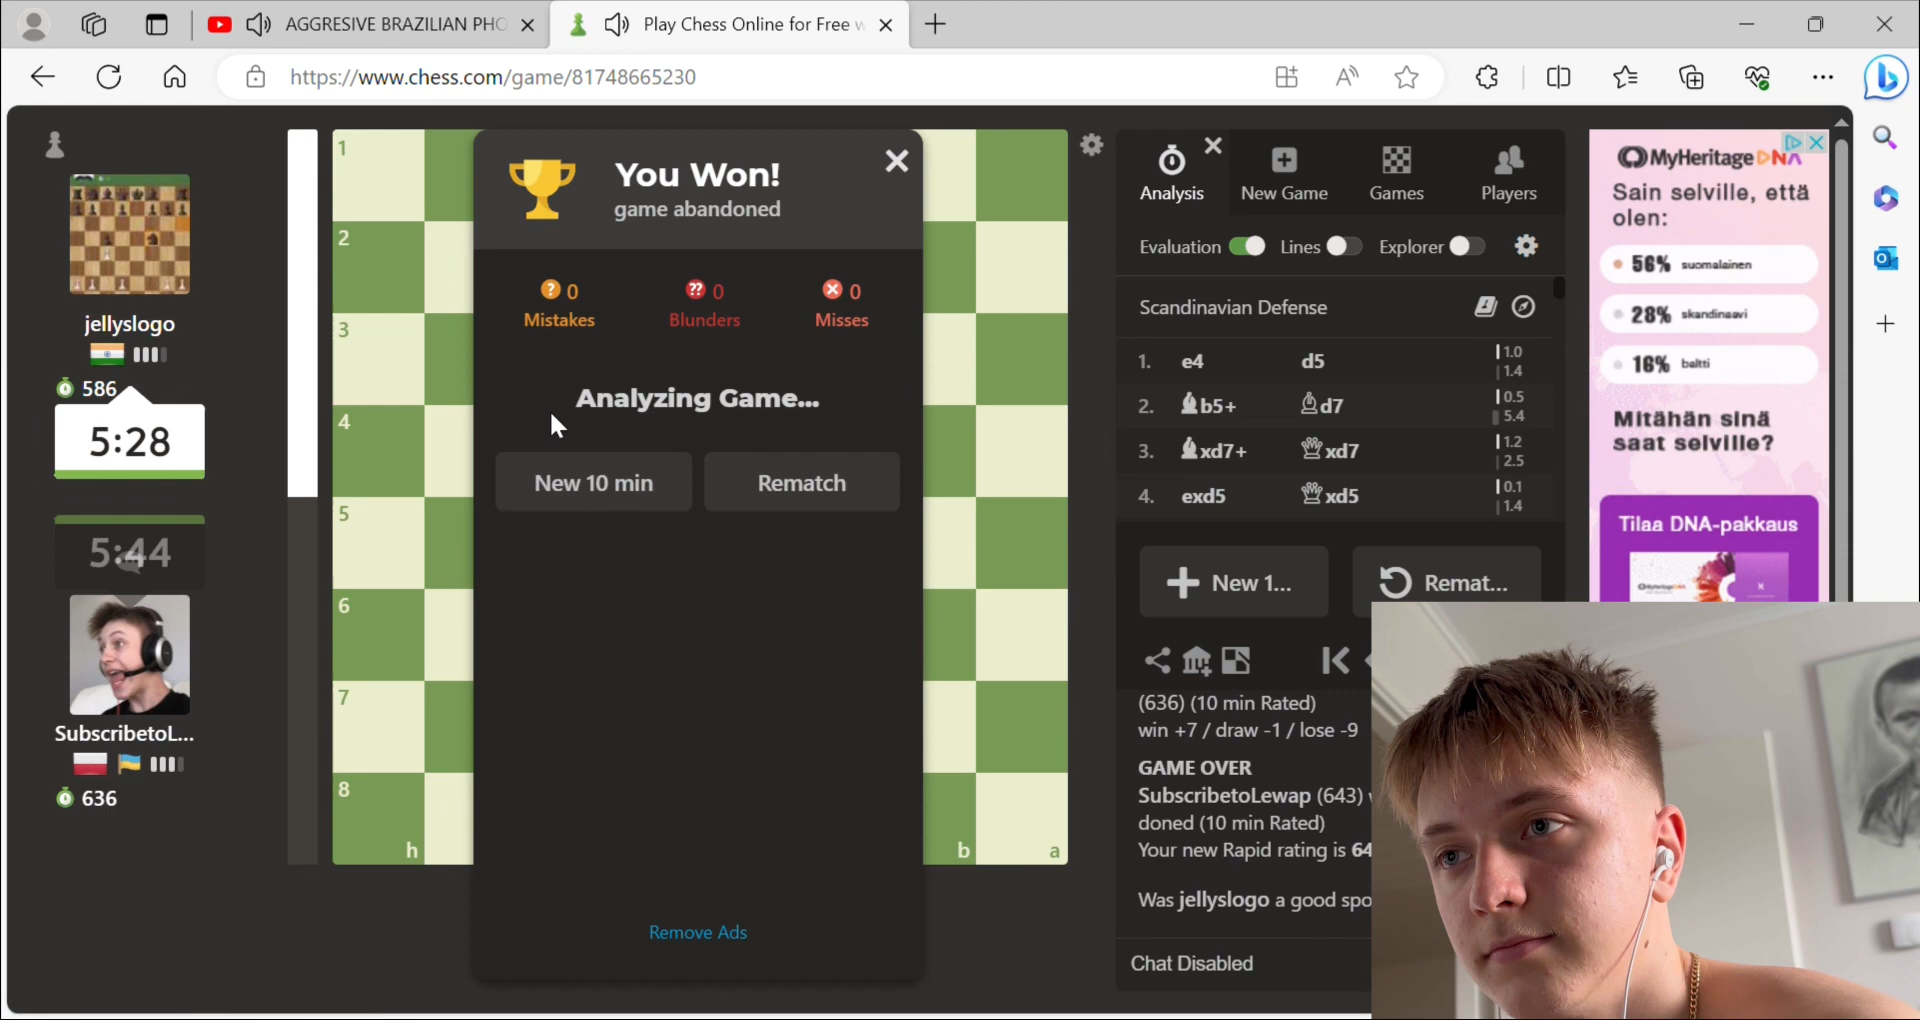 AGGRESIVE BRAZILIAN PHO
Play Chess Online for Free w
https://www.chess.com/game/81748665230
jellyslogo
586
5:28
5:44
SubscribetoL...
636
1
2
3
4
5
6
7
8
h
b
a
You Won!
game abandoned
? 0
Mistakes
?? 0
Blunders
0
Misses
Analyzing Game...
New 10 min
Rematch
Remove Ads
Analysis
New Game
Games
Players
Evaluation
Lines
Explorer
Scandinavian Defense
1. e4 d5 1.0
1.4
2. b5+ d7 0.5
5.4
3. xd7+ xd7 1.2
2.5
4. exd5 xd5 0.1
1.4
New 1...
Remat...
(636) (10 min Rated)
win +7 / draw -1 / lose -9
GAME OVER
SubscribetoLewap (643)
doned (10 min Rated)
Your new Rapid rating is 64
Was jellyslogo a good spo
Chat Disabled
MyHeritage DNA
Sain selville, että
olen:
56% suomalainen
28% skandinaavi
16% baltti
Mitähän sinä
saat selville?
Tilaa DNA-pakkaus